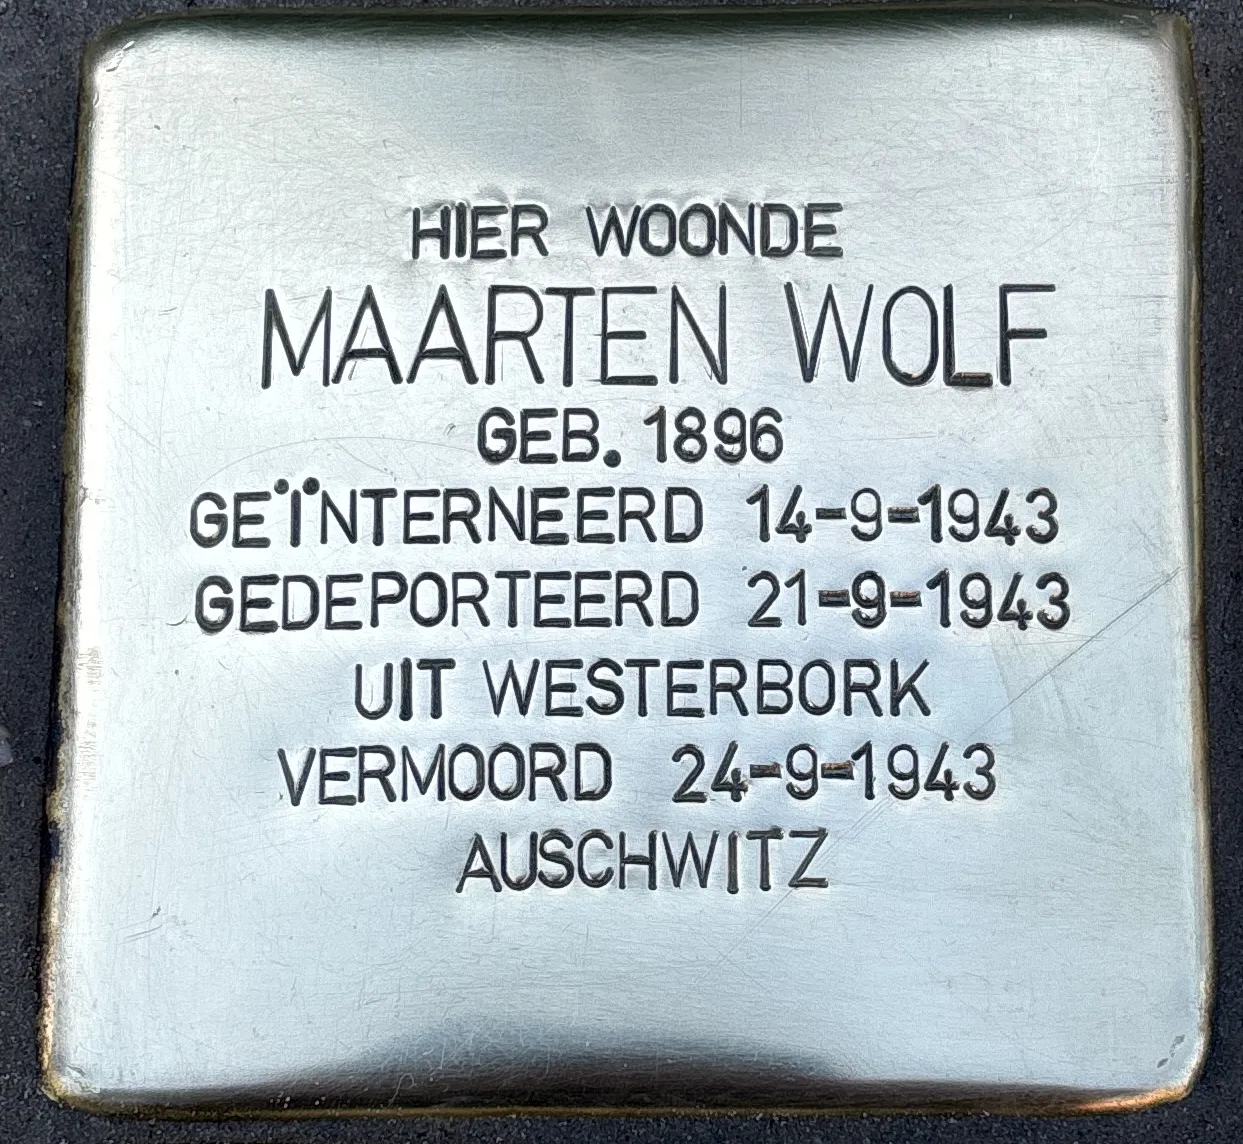 HIER WOONDE
MAARTEN WOLF
GEB. 1896
GEÏNTERNEERD 14-9-1943
GEDEPORTEERD 21-9-1943
UIT WESTERBORK
VERMOORD 24-9-1943
AUSCHWITZ